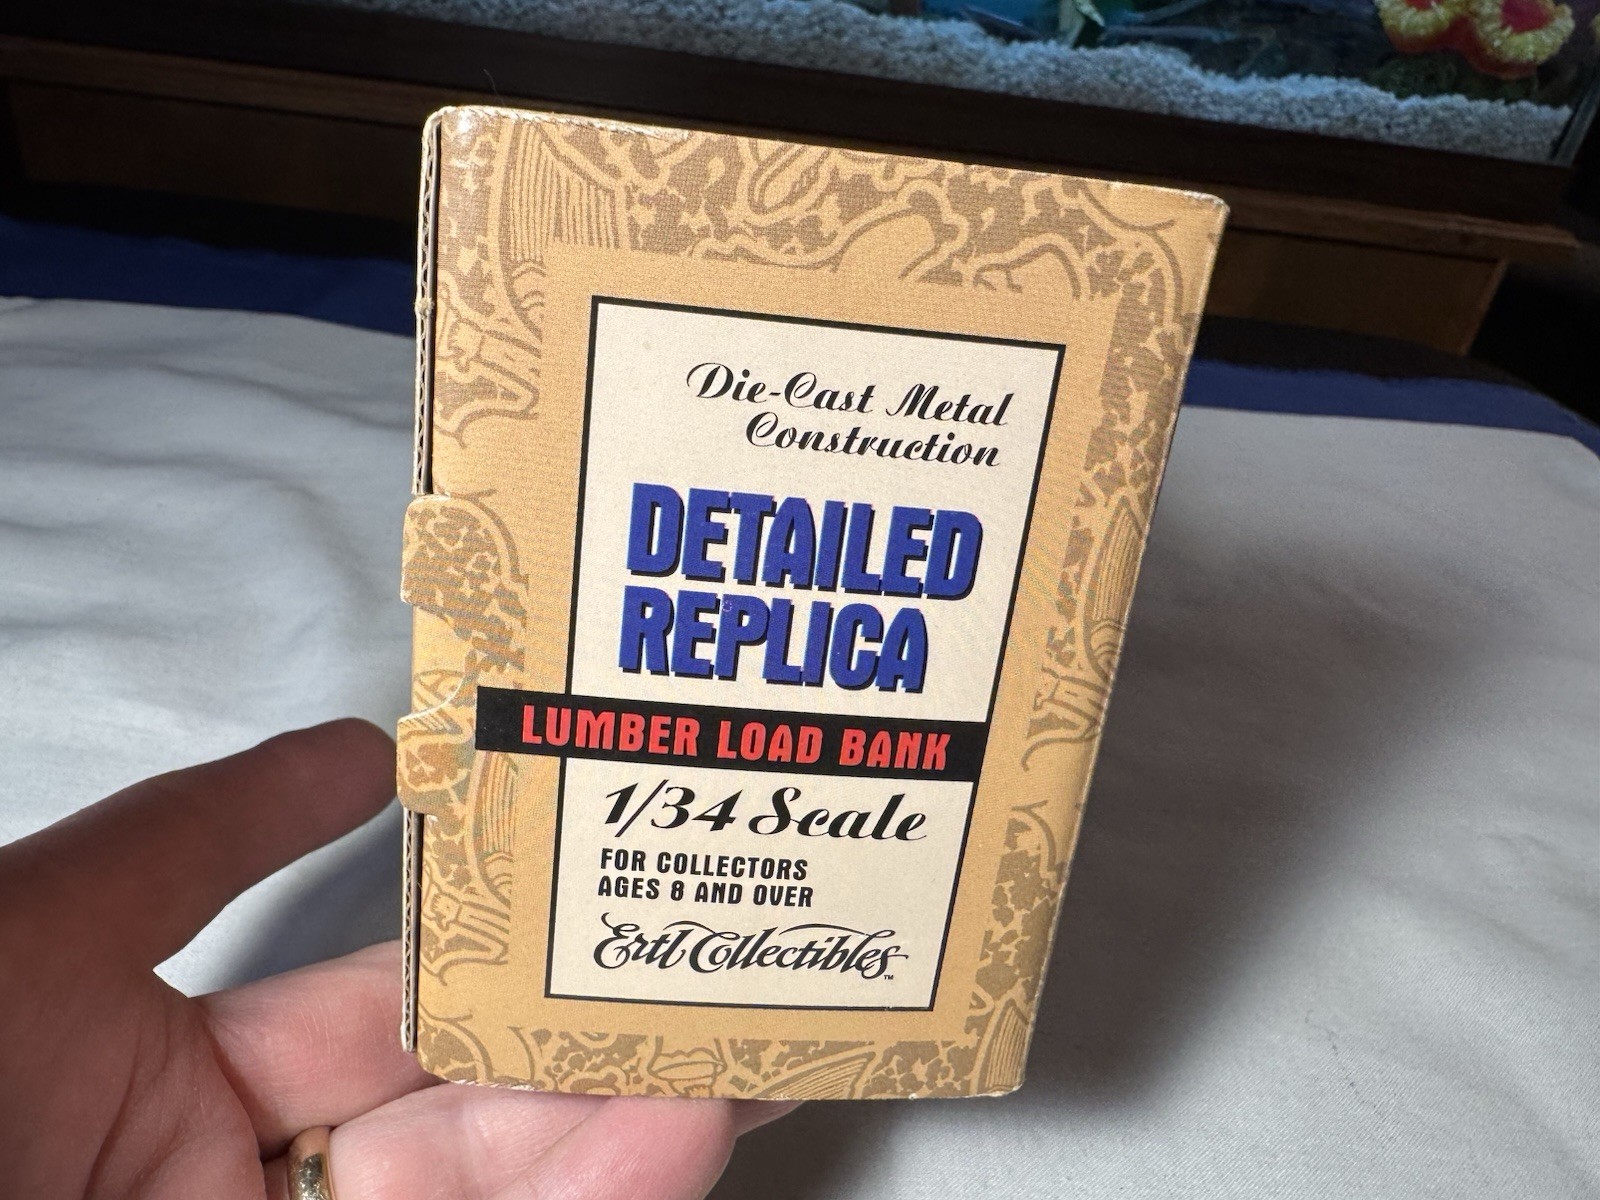 Die-Cast Metal
Construction
DETAILED
REPLICA
LUMBER LOAD BANK
1/34 Scale
FOR COLLECTORS
AGES 8 AND OVER
Ertl Collectibles™